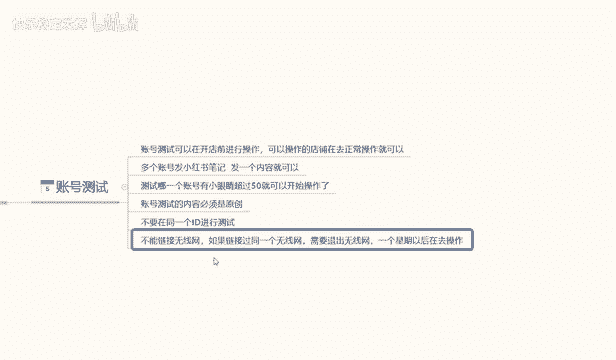 账号测试可以在开店前进行操作，可以操作的店铺在去正常操作就可以
多个账号发小红书笔记 发一个内容就可以
5 账号测试
测试哪一个账号有小眼睛超过50就可以开始操作了
账号测试的内容必须是原创
不要在同一个ID进行测试
不能链接无线网，如果链接过同一个无线网，需要退出无线网，一个星期以后在去操作